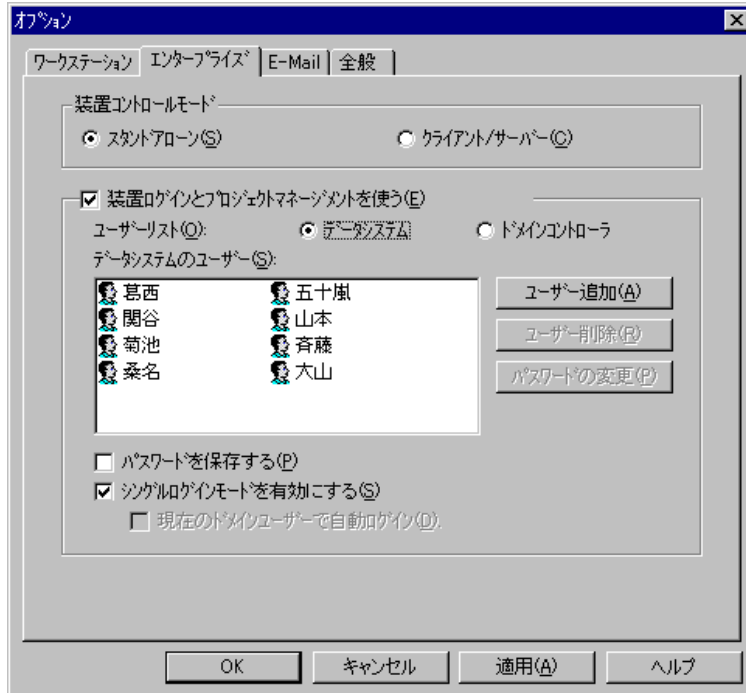 オプション
ワークステーション エンタープライズ E-Mail 全般
装置コントロールモード
スタンドアローン(S) クライアント/サーバー(C)
装置ログインとプロジェクトマネージメントを使う(E)
ユーザーリスト(O): データシステム ドメインコントローラ
データシステムのユーザー(S):
葛西 五十嵐 ユーザー追加(A)
関谷 山本 ユーザー削除(R)
菊池 斉藤
桑名 大山 パスワードの変更(P)
パスワードを保存する(P)
シングルログインモードを有効にする(S)
現在のドメインユーザーで自動ログイン(D).
OK キャンセル 適用(A) ヘルプ